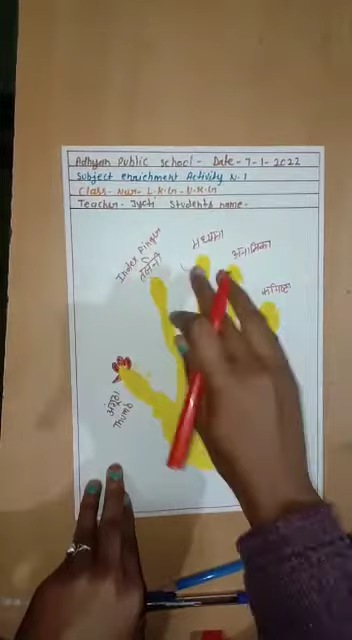 Adhyan Public School - Date - 7-1-2022
Subject enrichment Activity N.1
Class - Nur - L.K.G - U.K.G
Teacher - Jyoti Students name -
Index finger
तर्जनी
मध्यमा
अनामिका
कनिष्ठा
अंगूठा
Thumb